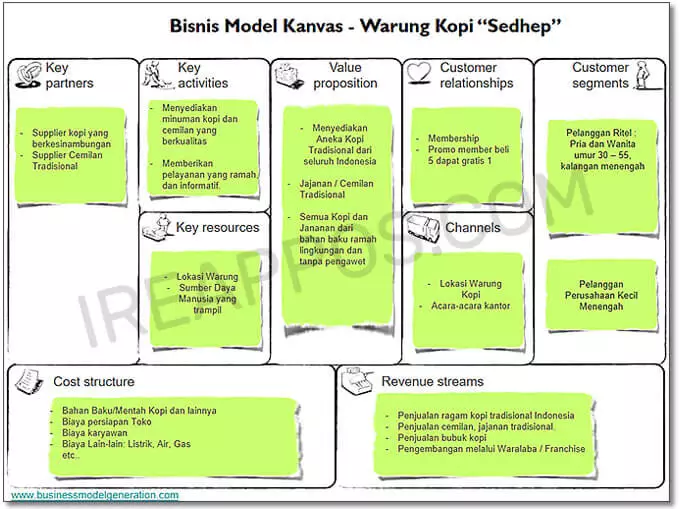 Bisnis Model Kanvas - Warung Kopi “Sedhep”
Key
partners
- Supplier kopi yang
berkesinambungan
- Supplier Cemilan
Tradisional
Key
activities
- Menyediakan
minuman kopi dan
cemilan yang
berkualitas
- Memberikan
pelayanan yang ramah
dan informatif.
Key resources
- Lokasi Warung
- Sumber Daya
Manusia yang
trampil
Value
proposition
- Menyediakan
Aneka Kopi
Tradisional dari
seluruh Indonesia
- Jajanan / Cemilan
Tradisional
- Semua Kopi dan
Jananan dari
bahan baku ramah
lingkungan dan
tanpa pengawet
Customer
relationships
- Membership
- Promo member beli
5 dapat gratis 1
Channels
- Lokasi Warung
Kopi
- Acara-acara kantor
Customer
segments
Pelanggan Ritel :
Pria dan Wanita
umur 30 – 55,
kalangan menengah
Pelanggan
Perusahaan Kecil
Menengah
Cost structure
- Bahan Baku/Mentah Kopi dan lainnya
- Biaya persiapan Toko
- Biaya karyawan
- Biaya Lain-lain: Listrik, Air, Gas
etc..
Revenue streams
- Penjualan ragam kopi tradisional Indonesia
- Penjualan cemilan, jajanan tradisional.
- Penjualan bubuk kopi
- Pengembangan melalui Waralaba / Franchise
www.businessmodelgeneration.com
IREAPPOS.COM